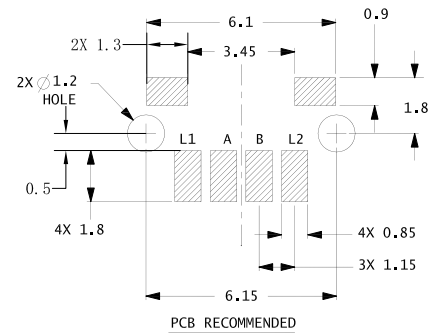 6.1
2X 1.3
3.45
0.9
2X ∅1.2
HOLE
1.8
L1 A B L2
0.5
4X 1.8
4X 0.85
3X 1.15
6.15
PCB RECOMMENDED